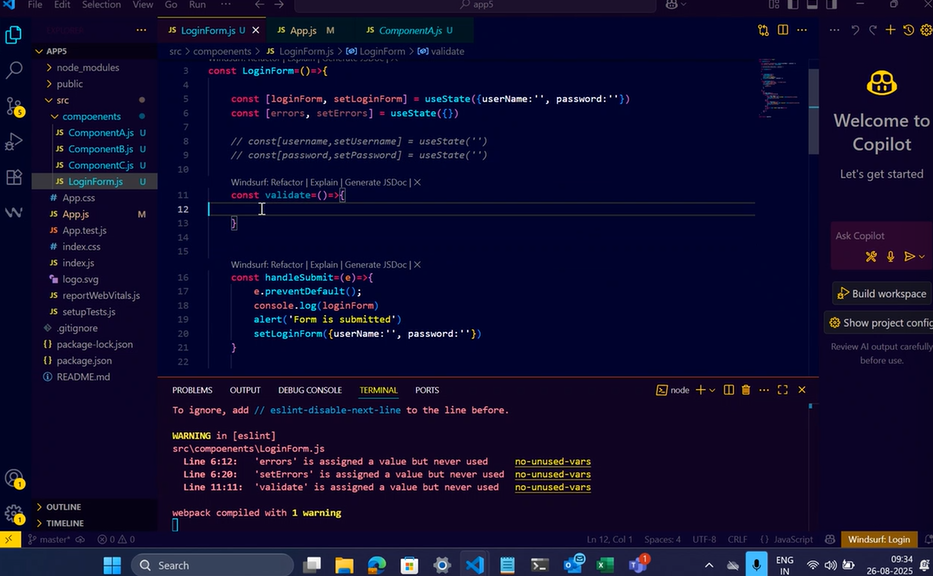 File Edit Selection View Go Run ··· app5
EXPLORER ···
LoginForm.js U
App.js M
ComponentA.js U
src > compoenents > LoginForm.js > LoginForm > validate
APP5
node_modules
public
src
compoenents
ComponentA.js U
ComponentB.js U
ComponentC.js U
LoginForm.js U
App.css
App.js M
App.test.js
index.css
index.js
logo.svg
reportWebVitals.js
setupTests.js
.gitignore
package-lock.json
package.json
README.md
OUTLINE
TIMELINE
Windsurf: Refactor | Explain | Generate JSDoc | X
3 const LoginForm=()=>{
4
5 const [loginForm, setLoginForm] = useState({userName:'', password:''})
6 const [errors, setErrors] = useState({})
7
8 // const[username,setUsername] = useState('')
9 // const[password,setPassword] = useState('')
10
Windsurf: Refactor | Explain | Generate JSDoc | X
11 const validate=()=>{
12
13 }
14
15
Windsurf: Refactor | Explain | Generate JSDoc | X
16 const handleSubmit=(e)=>{
17 e.preventDefault();
18 console.log(loginForm)
19 alert('Form is submitted')
20 setLoginForm({userName:'', password:''})
21 }
22
PROBLEMS OUTPUT DEBUG CONSOLE TERMINAL PORTS
node
To ignore, add // eslint-disable-next-line to the line before.
WARNING in [eslint]
src\compoenents\LoginForm.js
Line 6:12: 'errors' is assigned a value but never used no-unused-vars
Line 6:20: 'setErrors' is assigned a value but never used no-unused-vars
Line 11:11: 'validate' is assigned a value but never used no-unused-vars
webpack compiled with 1 warning
Welcome to
Copilot
Let's get started
Ask Copilot
Build workspace
Show project config
Review AI output carefully
before use.
master* 0 0 Ln 12, Col 1 Spaces: 4 UTF-8 CRLF {} JavaScript Windsurf: Login
Search
ENG
IN
09:34
26-08-2025